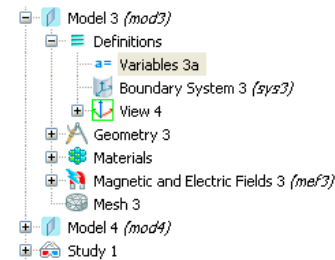 Model 3 (mod3)
Definitions
a= Variables 3a
Boundary System 3 (sys3)
View 4
Geometry 3
Materials
Magnetic and Electric Fields 3 (mef3)
Mesh 3
Model 4 (mod4)
Study 1